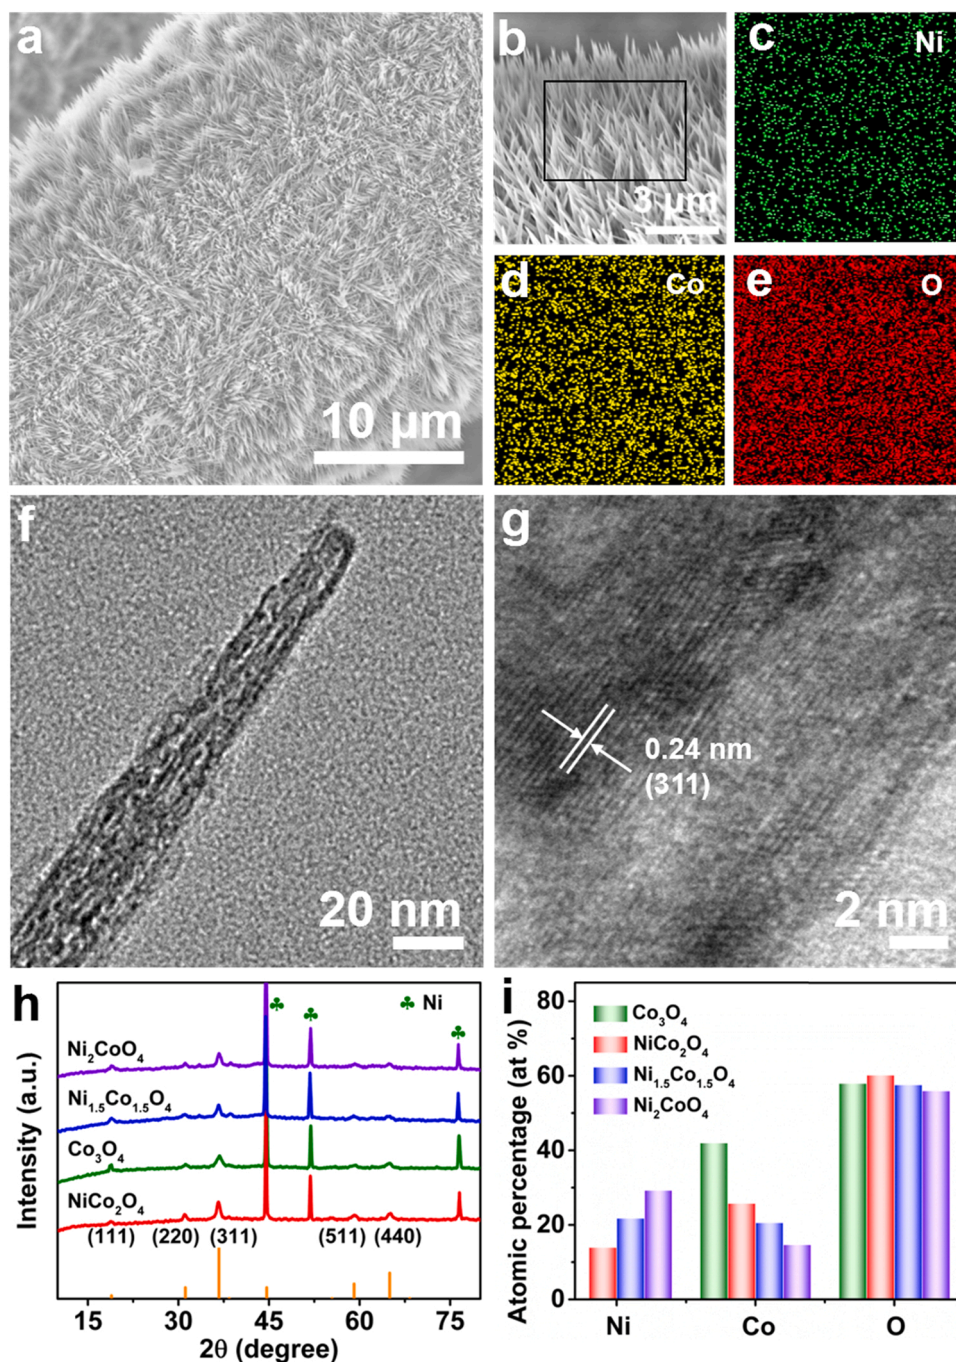 a
10 µm
b
3 µm
c Ni
d Co
e O
f
20 nm
g
0.24 nm
(311)
2 nm
h
♣ ♣ ♣ Ni ♣
Ni₂CoO₄
Ni₁.₅Co₁.₅O₄
Co₃O₄
NiCo₂O₄
(111) (220) (311) (511) (440)
Intensity (a.u.)
15 30 45 60 75
2θ (degree)
i
Co₃O₄
NiCo₂O₄
Ni₁.₅Co₁.₅O₄
Ni₂CoO₄
Atomic percentage (at %)
80
60
40
20
0
Ni Co O